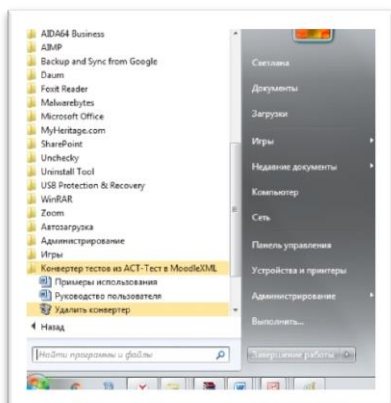 AIDA64 Business
AIMP
Backup and Sync from Google
Daum
Foxit Reader
Malwarebytes
Microsoft Office
MyHeritage.com
SharePoint
Unchecky
Uninstall Tool
USB Protection & Recovery
WinRAR
Zoom
Автозагрузка
Администрирование
Игры
Конвертер тестов из АСТ-Тест в MoodleXML
Примеры использования
Руководство пользователя
Удалить конвертер
Назад
Найти программы и файлы
Светлана
Документы
Загрузки
Игры
Недавние документы
Компьютер
Сеть
Панель управления
Устройства и принтеры
Администрирование
Выполнить...
Завершение работы